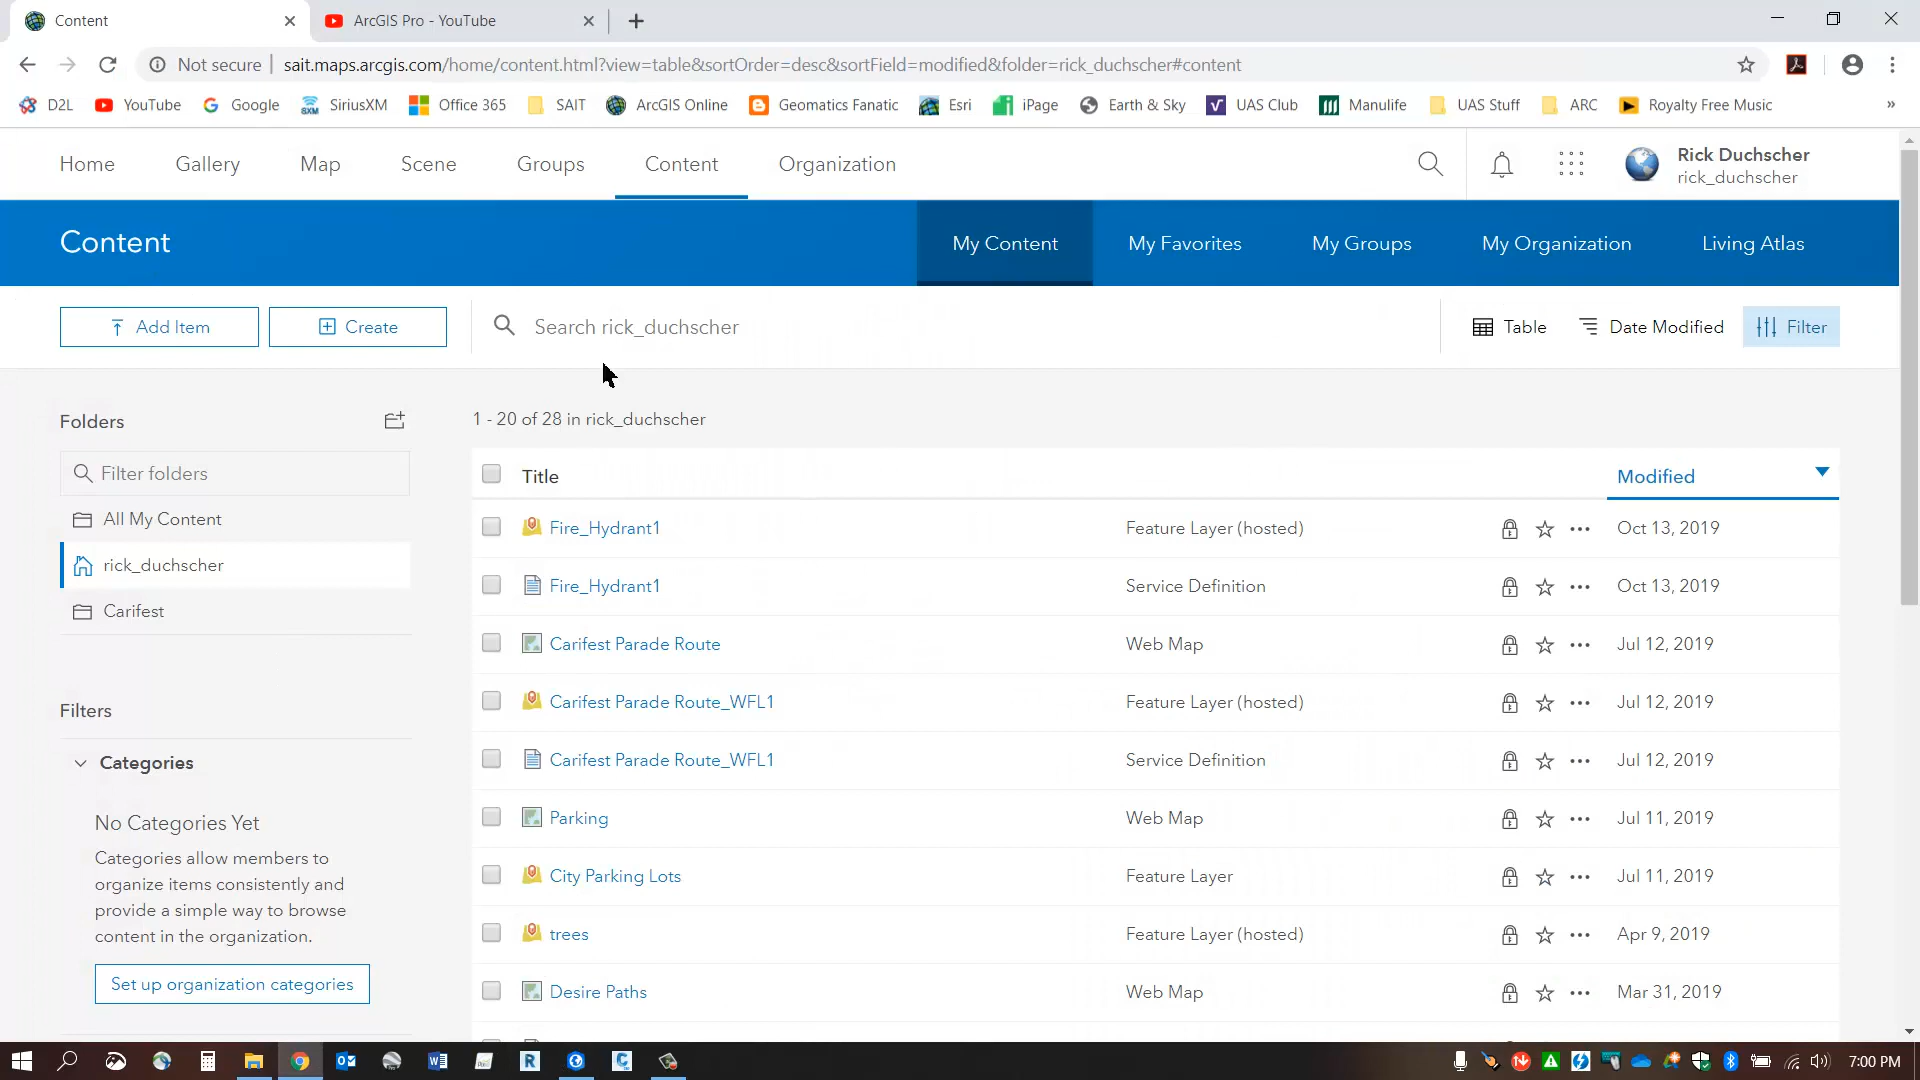 Content
ArcGIS Pro - YouTube
Not secure
sait.maps.arcgis.com/home/content.html?view=table&sortOrder=desc&sortField=modified&folder=rick_duchscher#content
D2L
YouTube
Google
SiriusXM
Office 365
SAIT
ArcGIS Online
Geomatics Fanatic
Esri
iPage
Earth & Sky
UAS Club
Manulife
UAS Stuff
ARC
Royalty Free Music
»
Home
Gallery
Map
Scene
Groups
Content
Organization
Rick Duchscher
rick_duchscher
Content
My Content
My Favorites
My Groups
My Organization
Living Atlas
Add Item
Create
Search rick_duchscher
Table
Date Modified
Filter
Folders
Filter folders
All My Content
rick_duchscher
Carifest
Filters
Categories
No Categories Yet
Categories allow members to
organize items consistently and
provide a simple way to browse
content in the organization.
Set up organization categories
1 - 20 of 28 in rick_duchscher
Title
Modified
Fire_Hydrant1 Feature Layer (hosted) Oct 13, 2019
Fire_Hydrant1 Service Definition Oct 13, 2019
Carifest Parade Route Web Map Jul 12, 2019
Carifest Parade Route_WFL1 Feature Layer (hosted) Jul 12, 2019
Carifest Parade Route_WFL1 Service Definition Jul 12, 2019
Parking Web Map Jul 11, 2019
City Parking Lots Feature Layer Jul 11, 2019
trees Feature Layer (hosted) Apr 9, 2019
Desire Paths Web Map Mar 31, 2019
7:00 PM